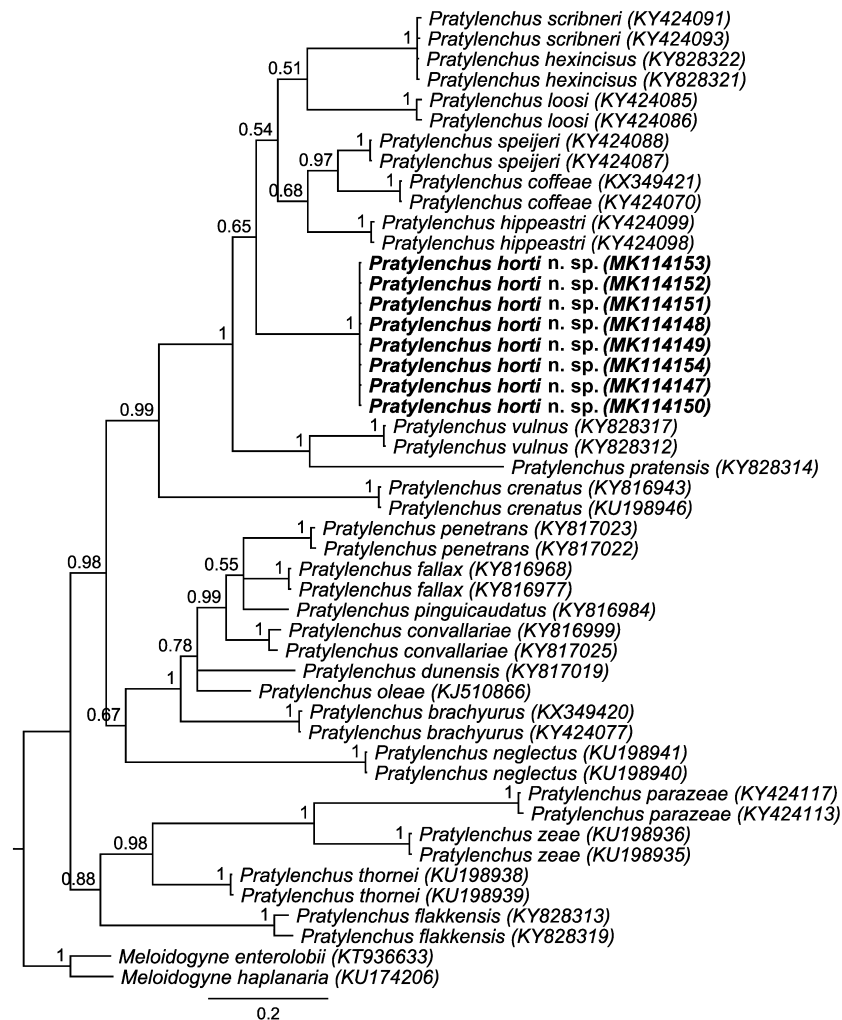 Pratylenchus scribneri (KY424091)
1
Pratylenchus scribneri (KY424093)
Pratylenchus hexincisus (KY828322)
0.51
Pratylenchus hexincisus (KY828321)
1
Pratylenchus loosi (KY424085)
Pratylenchus loosi (KY424086)
0.54
1
Pratylenchus speijeri (KY424088)
0.97
Pratylenchus speijeri (KY424087)
1
Pratylenchus coffeae (KX349421)
0.68
Pratylenchus coffeae (KY424070)
0.65
1
Pratylenchus hippeastri (KY424099)
Pratylenchus hippeastri (KY424098)
Pratylenchus horti n. sp. (MK114153)
Pratylenchus horti n. sp. (MK114152)
Pratylenchus horti n. sp. (MK114151)
1
1
Pratylenchus horti n. sp. (MK114148)
Pratylenchus horti n. sp. (MK114149)
Pratylenchus horti n. sp. (MK114154)
Pratylenchus horti n. sp. (MK114147)
0.99
Pratylenchus horti n. sp. (MK114150)
1
Pratylenchus vulnus (KY828317)
1
Pratylenchus vulnus (KY828312)
Pratylenchus pratensis (KY828314)
1
Pratylenchus crenatus (KY816943)
Pratylenchus crenatus (KU198946)
1
Pratylenchus penetrans (KY817023)
Pratylenchus penetrans (KY817022)
0.98
0.55
1
Pratylenchus fallax (KY816968)
Pratylenchus fallax (KY816977)
0.99
Pratylenchus pinguicaudatus (KY816984)
1
Pratylenchus convallariae (KY816999)
0.78
Pratylenchus convallariae (KY817025)
Pratylenchus dunensis (KY817019)
1
Pratylenchus oleae (KJ510866)
0.67
1
Pratylenchus brachyurus (KX349420)
Pratylenchus brachyurus (KY424077)
1
Pratylenchus neglectus (KU198941)
Pratylenchus neglectus (KU198940)
1
Pratylenchus parazeae (KY424117)
1
Pratylenchus parazeae (KY424113)
1
Pratylenchus zeae (KU198936)
0.98
Pratylenchus zeae (KU198935)
0.88
1
Pratylenchus thornei (KU198938)
Pratylenchus thornei (KU198939)
1
Pratylenchus flakkensis (KY828313)
Pratylenchus flakkensis (KY828319)
1
Meloidogyne enterolobii (KT936633)
Meloidogyne haplanaria (KU174206)
0.2